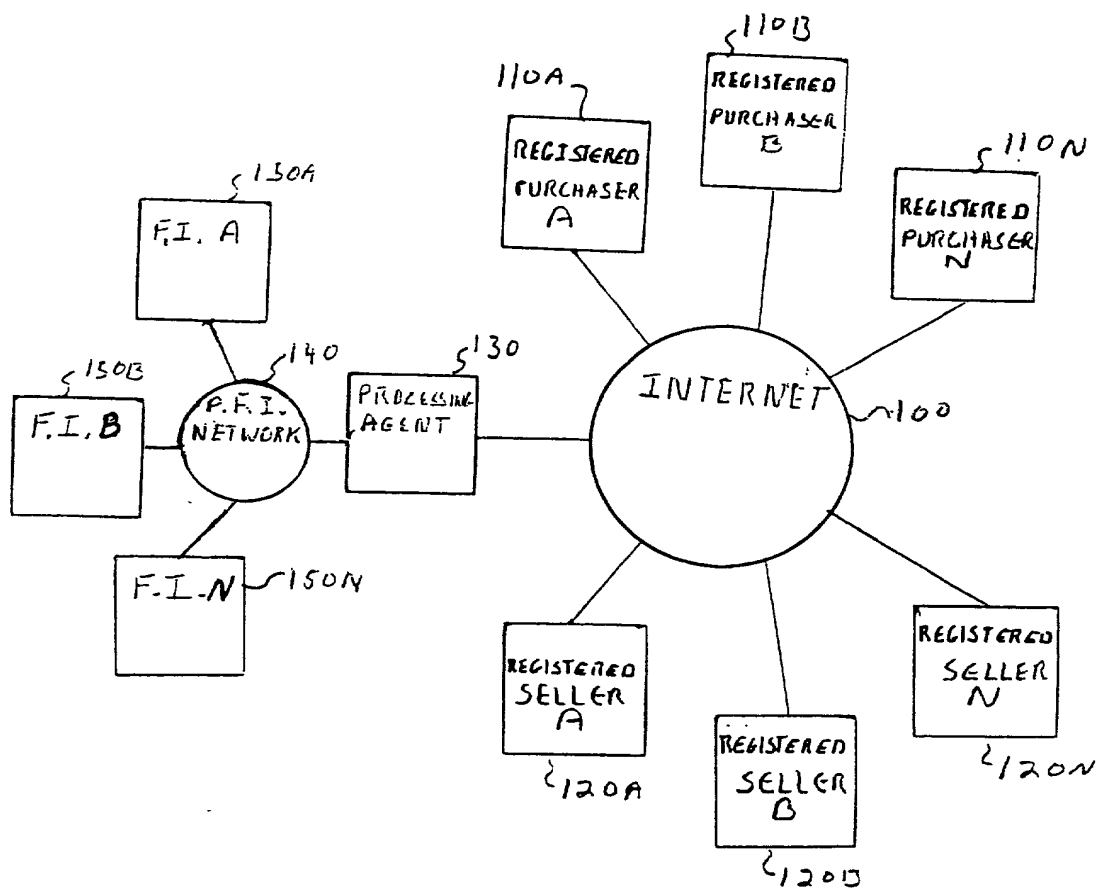 110B
110A
REGISTERED
PURCHASER
B
REGISTERED
PURCHASER
A
110N
REGISTERED
PURCHASER
N
150A
F.I. A
150B
F.I. B
140
P.F.I.
NETWORK
130
PROCESSING
AGENT
INTERNET
100
F.I.N
150N
REGISTERED
SELLER
A
120A
REGISTERED
SELLER
B
120B
REGISTERED
SELLER
N
120N